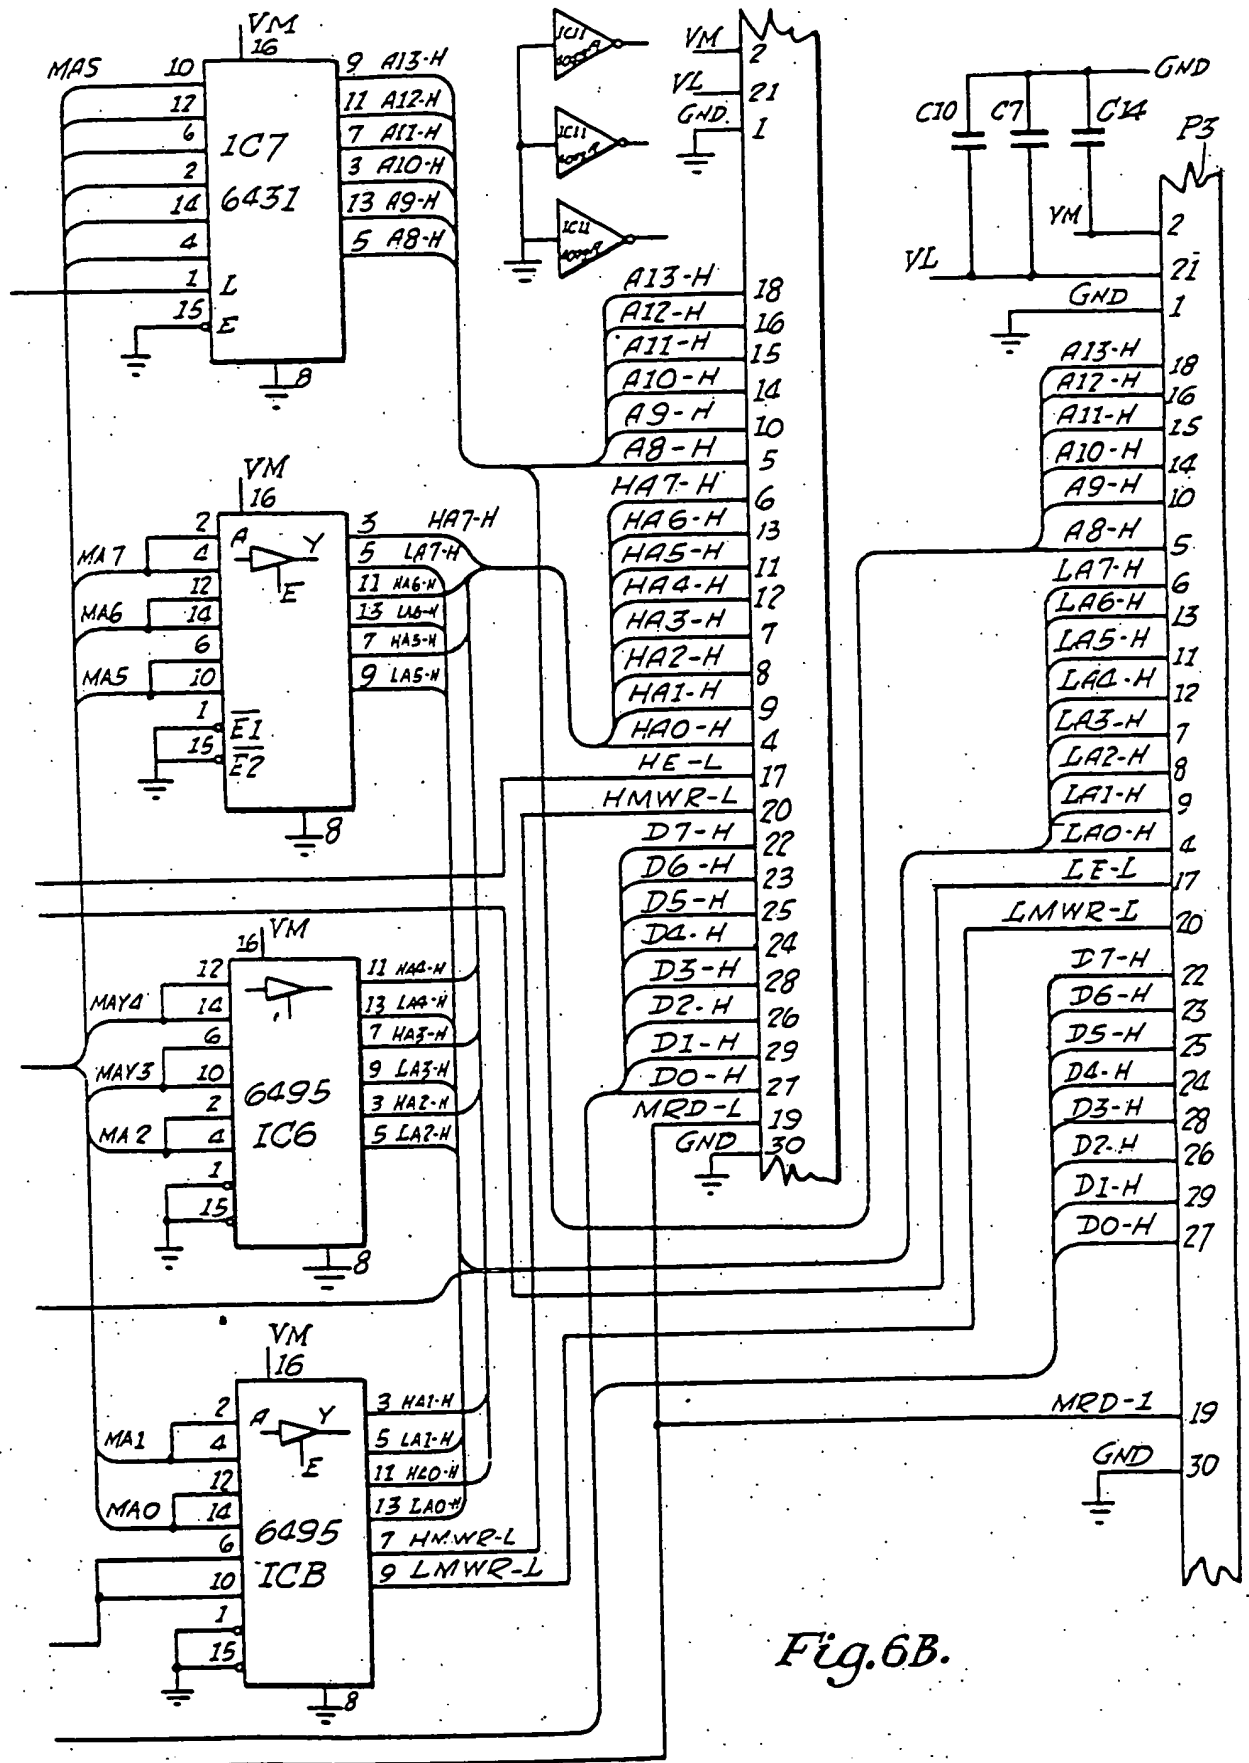 VM
16
MA5
10
12
6
2
14
4
1
15
IC7
6431
L
E
8
9 A13-H
11 A12-H
7 A11-H
3 A10-H
13 A9-H
5 A8-H
VM
16
MA7
MA6
MA5
2
4
12
14
6
10
1
15
A
Y
E
E1
E2
8
3 HA7-H
5 LA7-H
11 HA6-H
13 LA6-H
7 HA5-H
9 LA5-H
VM
16
MAY4
MAY3
MA2
12
14
6
10
2
4
1
15
6495
IC6
8
11 HA4-H
13 LA4-H
7 HA3-H
9 LA3-H
3 HA2-H
5 LA2-H
VM
16
MA1
MA0
2
4
12
14
6
10
1
15
A
Y
E
6495
ICB
8
3 HA1-H
5 LA1-H
11 HA0-H
13 LA0-H
7 HMWR-L
9 LMWR-L
IC11
IC11
IC11
VM 2
VL 21
GND. 1
A13-H 18
A12-H 16
A11-H 15
A10-H 14
A9-H 10
A8-H 5
HA7-H 6
HA6-H 13
HA5-H 11
HA4-H 12
HA3-H 7
HA2-H 8
HA1-H 9
HA0-H 4
HE-L 17
HMWR-L 20
D7-H 22
D6-H 23
D5-H 25
D4-H 24
D3-H 28
D2-H 26
D1-H 29
D0-H 27
MRD-L 19
GND 30
GND
C10
C7
C14
P3
VM 2
VL 21
GND 1
A13-H 18
A12-H 16
A11-H 15
A10-H 14
A9-H 10
A8-H 5
LA7-H 6
LA6-H 13
LA5-H 11
LA4-H 12
LA3-H 7
LA2-H 8
LA1-H 9
LA0-H 4
LE-L 17
LMWR-L 20
D7-H 22
D6-H 23
D5-H 25
D4-H 24
D3-H 28
D2-H 26
D1-H 29
D0-H 27
MRD-1 19
GND 30
Fig.6B.